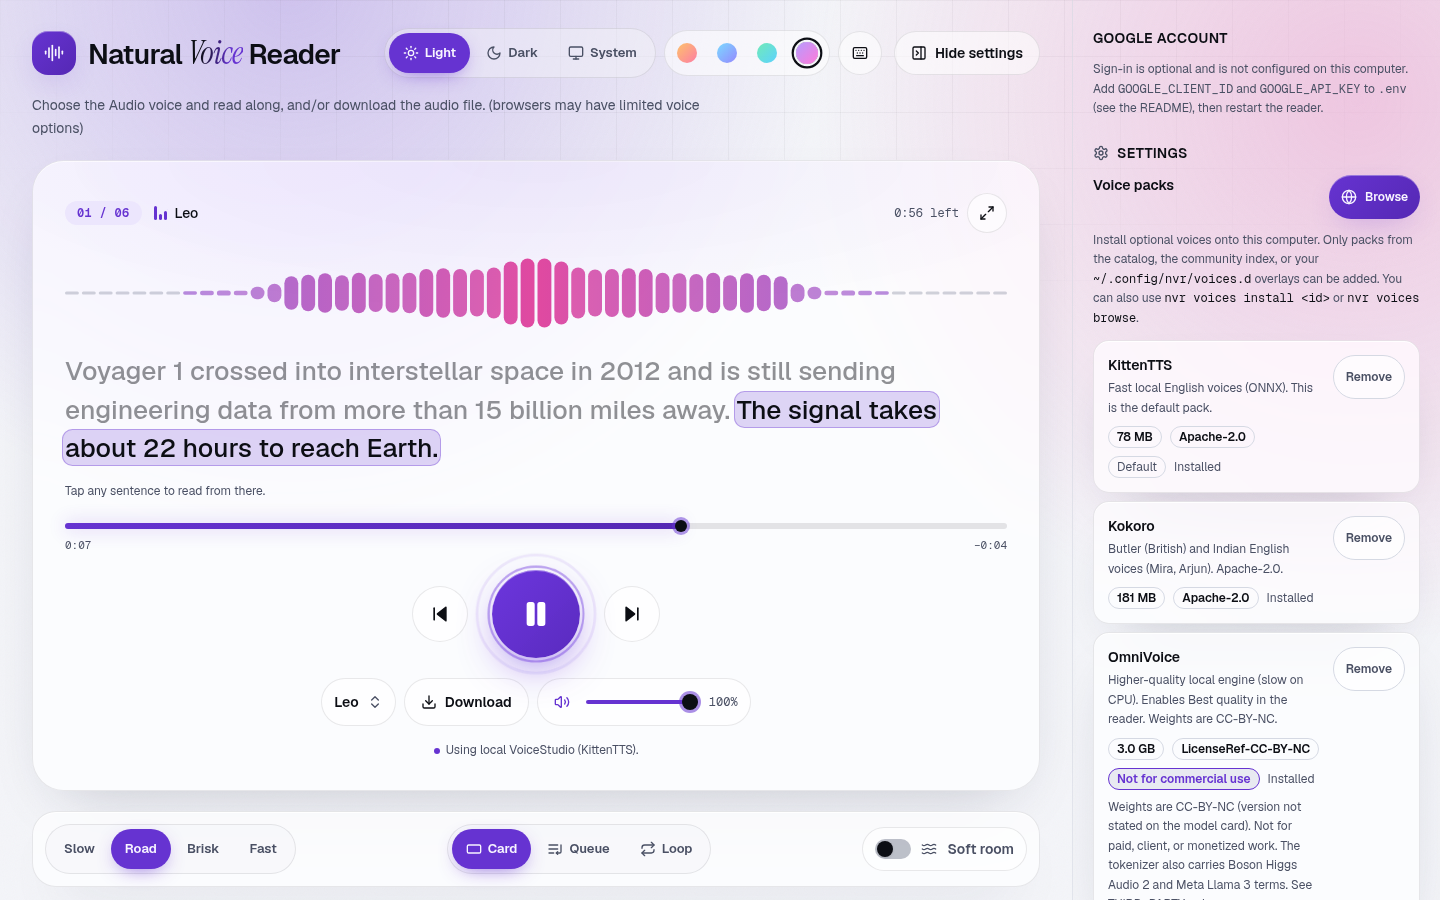 Natural Voice Reader
Light
Dark
System
Hide settings
Choose the Audio voice and read along, and/or download the audio file. (browsers may have limited voice
options)
01 / 06
Leo
0:56 left
Voyager 1 crossed into interstellar space in 2012 and is still sending
engineering data from more than 15 billion miles away. The signal takes
about 22 hours to reach Earth.
Tap any sentence to read from there.
0:07
−0:04
Leo
Download
100%
Using local VoiceStudio (KittenTTS).
Slow
Road
Brisk
Fast
Card
Queue
Loop
Soft room
GOOGLE ACCOUNT
Sign-in is optional and is not configured on this computer.
Add GOOGLE_CLIENT_ID and GOOGLE_API_KEY to .env
(see the README), then restart the reader.
SETTINGS
Voice packs
Browse
Install optional voices onto this computer. Only packs from
the catalog, the community index, or your
~/.config/nvr/voices.d overlays can be added. You
can also use nvr voices install <id> or nvr voices
browse.
KittenTTS
Remove
Fast local English voices (ONNX). This
is the default pack.
78 MB
Apache-2.0
Default
Installed
Kokoro
Remove
Butler (British) and Indian English
voices (Mira, Arjun). Apache-2.0.
181 MB
Apache-2.0
Installed
OmniVoice
Remove
Higher-quality local engine (slow on
CPU). Enables Best quality in the
reader. Weights are CC-BY-NC.
3.0 GB
LicenseRef-CC-BY-NC
Not for commercial use
Installed
Weights are CC-BY-NC (version not
stated on the model card). Not for
paid, client, or monetized work. The
tokenizer also carries Boson Higgs
Audio 2 and Meta Llama 3 terms. See